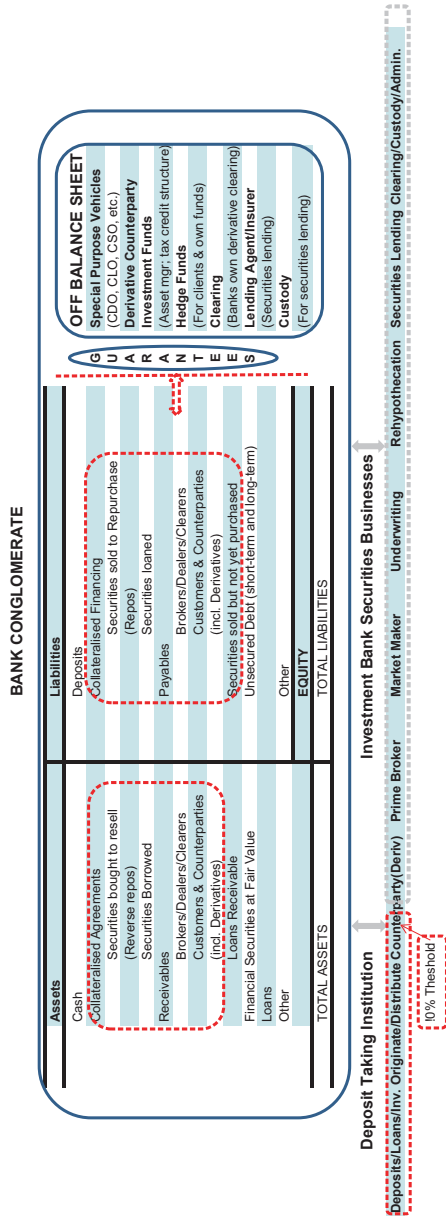 BANK CONGLOMERATE
Assets
Cash
Collateralised Agreements
Securities bought to resell
(Reverse repos)
Securities Borrowed
Receivables
Brokers/Dealers/Clearers
Customers & Counterparties
(incl. Derivatives)
Loans Receivable
Financial Securities at Fair Value
Loans
Other
TOTAL ASSETS
Liabilities
Deposits
Collateralised Financing
Securities sold to Repurchase
(Repos)
Securities loaned
Payables
Brokers/Dealers/Clearers
Customers & Counterparties
(incl. Derivatives)
Securities sold but not yet purchased
Unsecured Debt (short-term and long-term)
Other
EQUITY
TOTAL LIABILITIES
G U A R A N T E E S
OFF BALANCE SHEET
Special Purpose Vehicles
(CDO, CLO, CSO, etc.)
Derivative Counterparty
Investment Funds
(Asset mgr; tax credit structure)
Hedge Funds
(For clients & own funds)
Clearing
(Banks own derivative clearing)
Lending Agent/Insurer
(Securities lending)
Custody
(For securities lending)
Deposit Taking Institution
Investment Bank Securities Businesses
Deposits/Loans/Inv. Originate/Distribute Counterparty(Deriv) Prime Broker Market Maker Underwriting Rehypothecation Securities Lending Clearing/Custody/Admin.
!0% Theshold